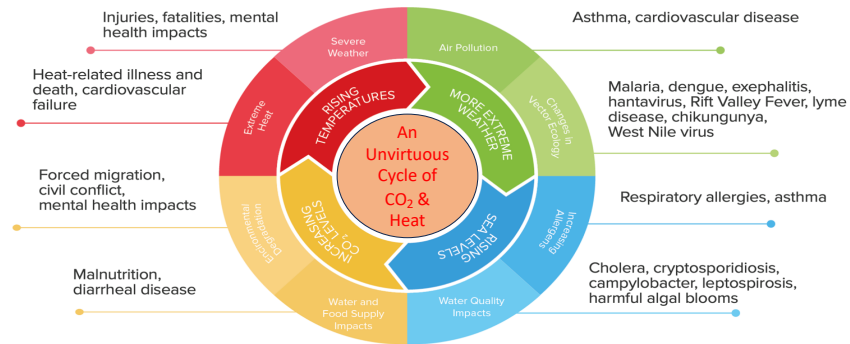 Injuries, fatalities, mental
health impacts
Asthma, cardiovascular disease
Severe
Weather
Air Pollution
Heat-related illness and
death, cardiovascular
failure
Extreme
Heat
RISING
TEMPERATURES
MORE EXTREME
WEATHER
Changes in
Vector Ecology
Malaria, dengue, exephalitis,
hantavirus, Rift Valley Fever, lyme
disease, chikungunya,
West Nile virus
An
Unvirtuous
Cycle of
CO₂ &
Heat
Forced migration,
civil conflict,
mental health impacts
Encironmental
Degradation
INCREASING
CO₂ LEVELS
RISING
SEA LEVELS
Increasing
Allergens
Respiratory allergies, asthma
Malnutrition,
diarrheal disease
Water and
Food Supply
Impacts
Water Quality
Impacts
Cholera, cryptosporidiosis,
campylobacter, leptospirosis,
harmful algal blooms